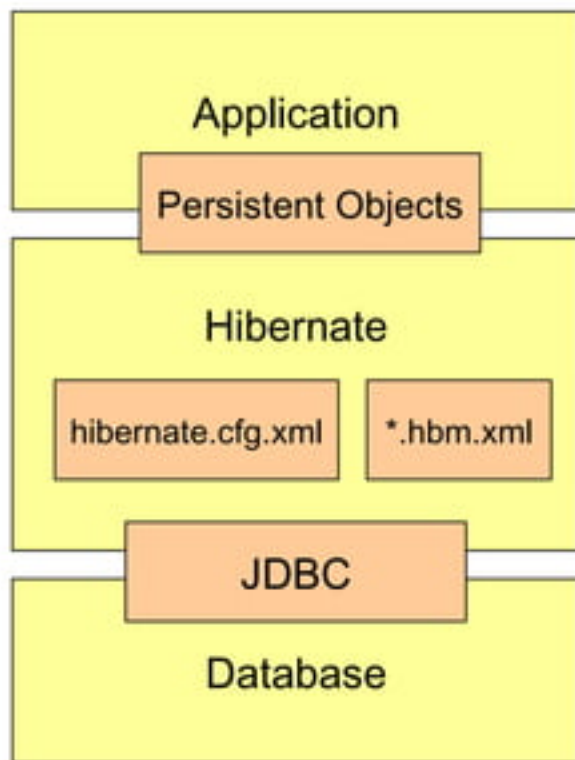 Application
Persistent Objects
Hibernate
hibernate.cfg.xml
*.hbm.xml
JDBC
Database